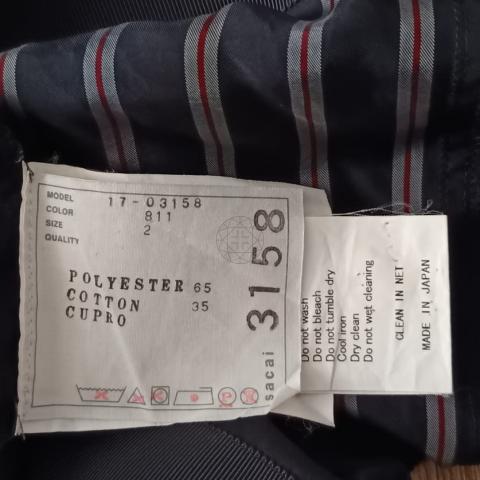 MODEL 17-03158
COLOR 811
SIZE 2
QUALITY
POLYESTER 65
COTTON 35
CUPRO
3158
sacai
Do not wash
Do not bleach
Do not tumble dry
Cool iron
Dry clean
Do not wet cleaning
CLEAN IN NET
MADE IN JAPAN